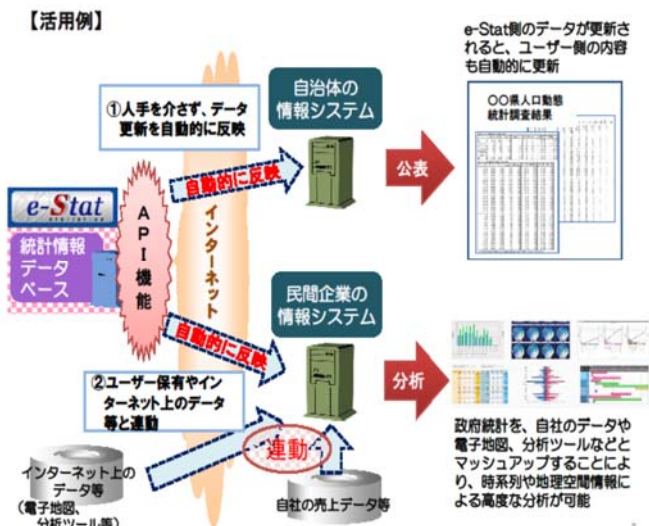 【活用例】
e-Stat側のデータが更新さ
れると、ユーザー側の内容
も自動的に更新
①人手を介さず、データ
更新を自動的に反映
自治体の
情報システム
〇〇県人口動態
統計調査結果
自動的に反映
公表
e-Stat
統計情報
データ
ベース
API機能
インターネット
民間企業の
情報システム
自動的に反映
分析
②ユーザー保有やイン
ターネット上のデータ
等と連動
連動
インターネット上の
データ等
(電子地図、
分析ツール等)
自社の売上データ等
政府統計を、自社のデータや
電子地図、分析ツールなどと
マッシュアップすることによ
り、時系列や地理空間情報
による高度な分析が可能